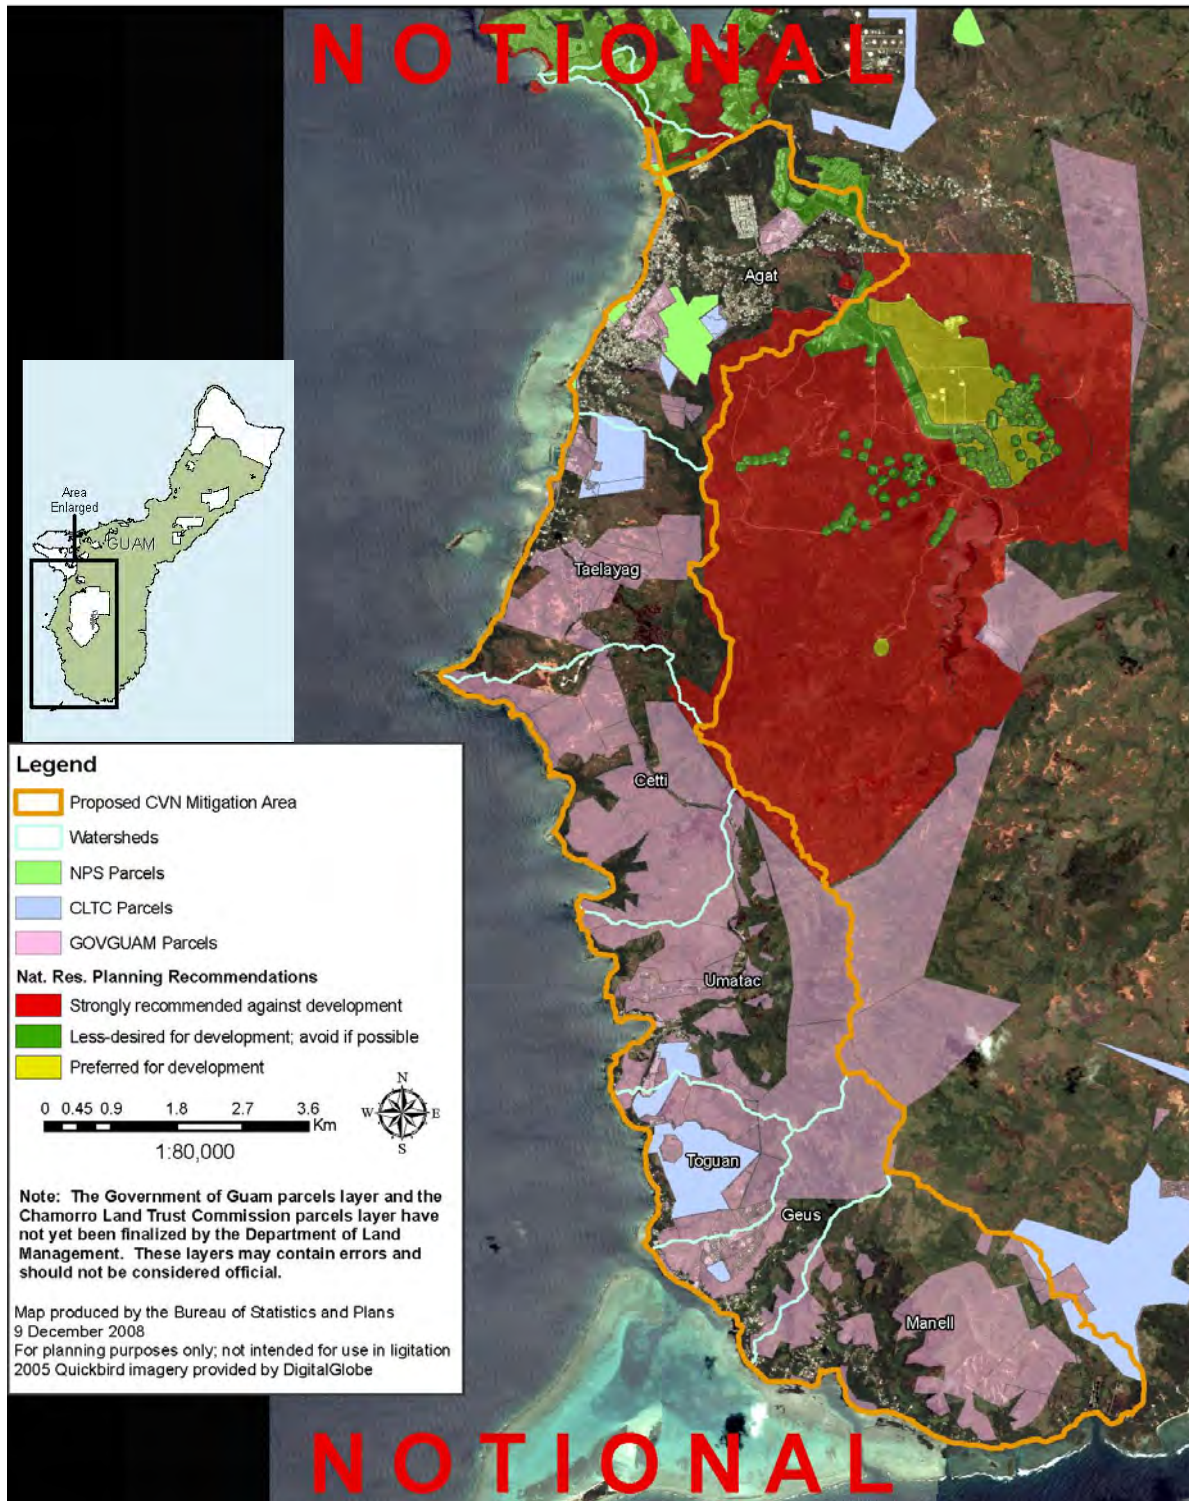 NOTIONAL
Agat
Area
Enlarged
GUAM
Taelayag
Cetti
Umatac
Toguan
Geus
Manell
Legend
Proposed CVN Mitigation Area
Watersheds
NPS Parcels
CLTC Parcels
GOVGUAM Parcels
Nat. Res. Planning Recommendations
Strongly recommended against development
Less-desired for development; avoid if possible
Preferred for development
N
W E
S
0 0.45 0.9 1.8 2.7 3.6
Km
1:80,000
Note: The Government of Guam parcels layer and the
Chamorro Land Trust Commission parcels layer have
not yet been finalized by the Department of Land
Management. These layers may contain errors and
should not be considered official.
Map produced by the Bureau of Statistics and Plans
9 December 2008
For planning purposes only; not intended for use in ligitation
2005 Quickbird imagery provided by DigitalGlobe
NOTIONAL